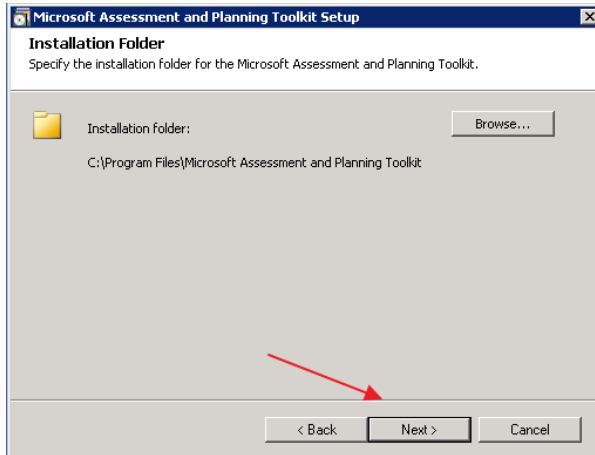 Microsoft Assessment and Planning Toolkit Setup
Installation Folder
Specify the installation folder for the Microsoft Assessment and Planning Toolkit.
Installation folder:
Browse...
C:\Program Files\Microsoft Assessment and Planning Toolkit
< Back
Next >
Cancel